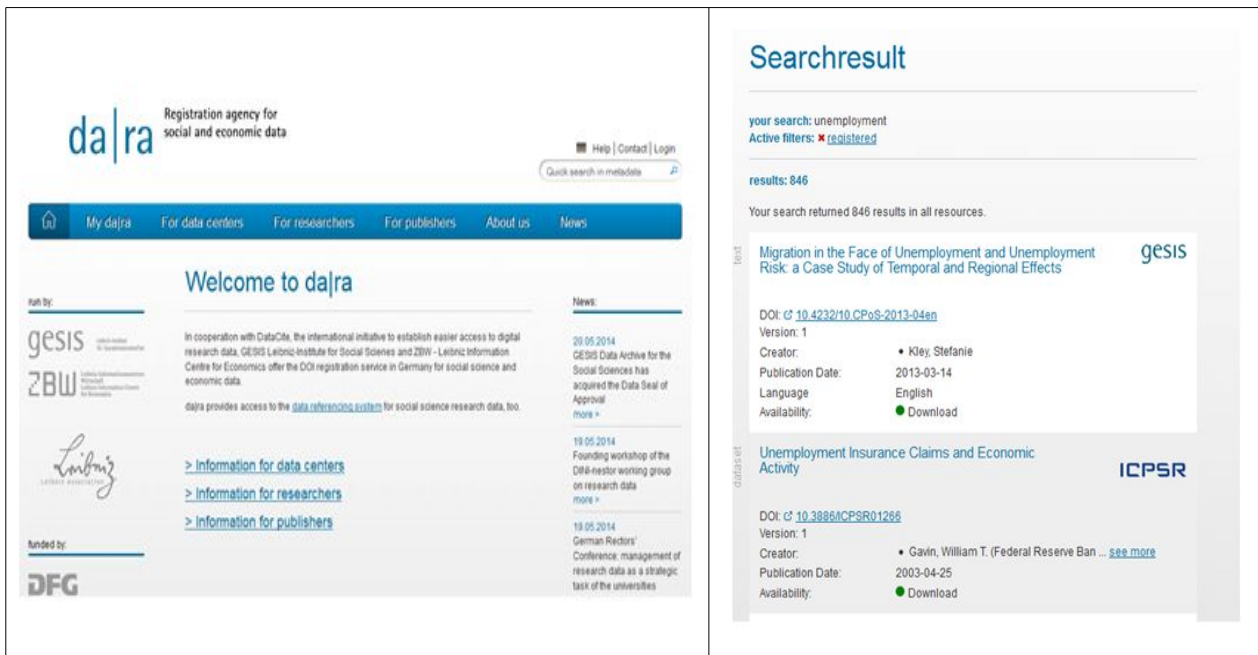 da|ra
Registration agency for
social and economic data
Help | Contact | Login
Quick search in metadata
My da|ra
For data centers
For researchers
For publishers
About us
News
Welcome to da|ra
run by:
gesis
ZBW
Leibniz
funded by:
DFG
In cooperation with DataCite, the international initiative to establish easier access to digital
research data, GESIS Leibniz-Institute for Social Scienes and ZBW - Leibniz Information
Centre for Economics offer the DOI registration service in Germany for social science and
economic data.
da|ra provides access to the data referencing system for social science research data, too.
> Information for data centers
> Information for researchers
> Information for publishers
News:
20.05.2014
GESIS Data Archive for the
Social Sciences has
acquired the Data Seal of
Approval
more >
19.05.2014
Founding workshop of the
DINI-nestor working group
on research data
more >
19.05.2014
German Rectors'
Conference: management of
research data as a strategic
task of the universities
Searchresult
your search: unemployment
Active filters: ✖ registered
results: 846
Your search returned 846 results in all resources.
text
Migration in the Face of Unemployment and Unemployment
Risk: a Case Study of Temporal and Regional Effects
gesis
DOI: 10.4232/10.CPoS-2013-04en
Version: 1
Creator: • Kley, Stefanie
Publication Date: 2013-03-14
Language English
Availability: Download
dataset
Unemployment Insurance Claims and Economic
Activity
ICPSR
DOI: 10.3886/ICPSR01266
Version: 1
Creator: • Gavin, William T. (Federal Reserve Ban ... see more
Publication Date: 2003-04-25
Availability: Download